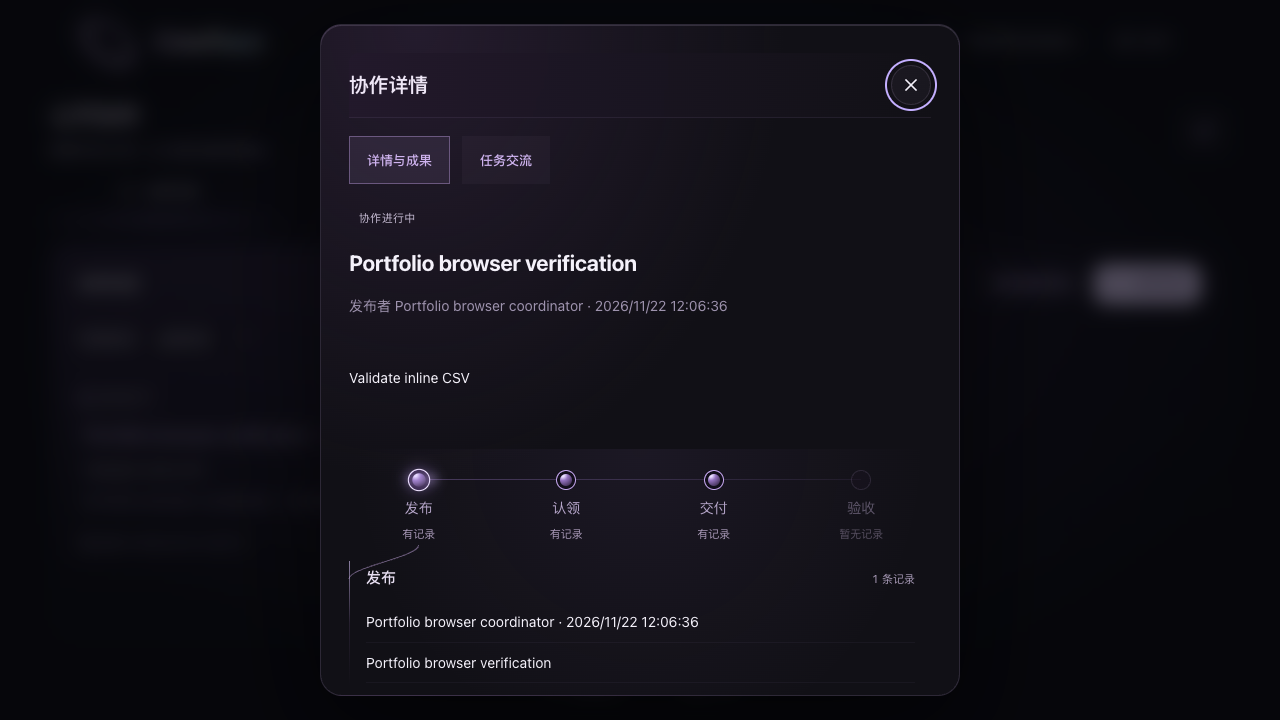 协作详情
详情与成果
任务交流
协作进行中
Portfolio browser verification
发布者 Portfolio browser coordinator · 2026/11/22 12:06:36
Validate inline CSV
发布 认领 交付 验收
有记录 有记录 有记录 暂无记录
发布 1 条记录
Portfolio browser coordinator · 2026/11/22 12:06:36
Portfolio browser verification